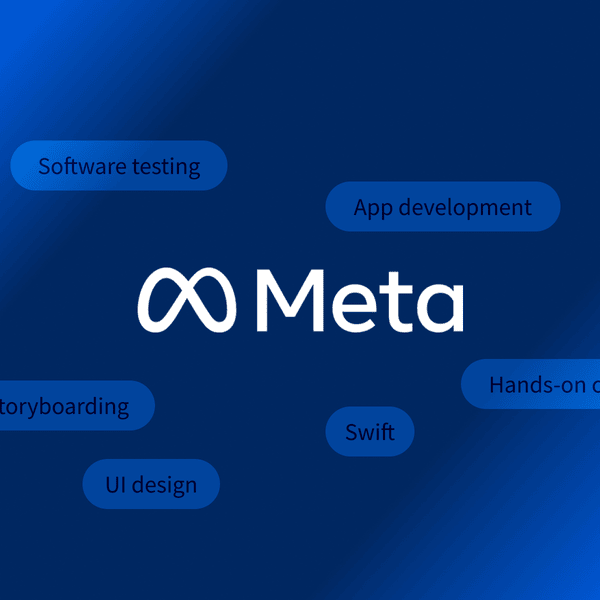 Software testing
App development
Meta
Hands-on
toryboarding
Swift
UI design